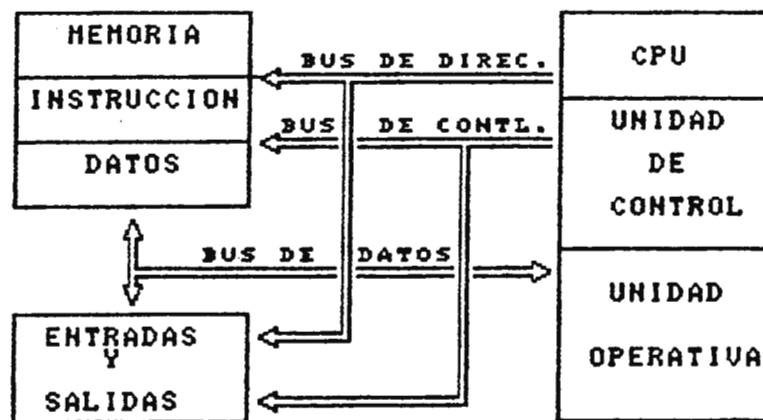 MEMORIA
INSTRUCCION
DATOS
BUS DE DIREC.
BUS DE CONTL.
BUS DE DATOS
CPU
UNIDAD
DE
CONTROL
UNIDAD
OPERATIVA
ENTRADAS
Y
SALIDAS